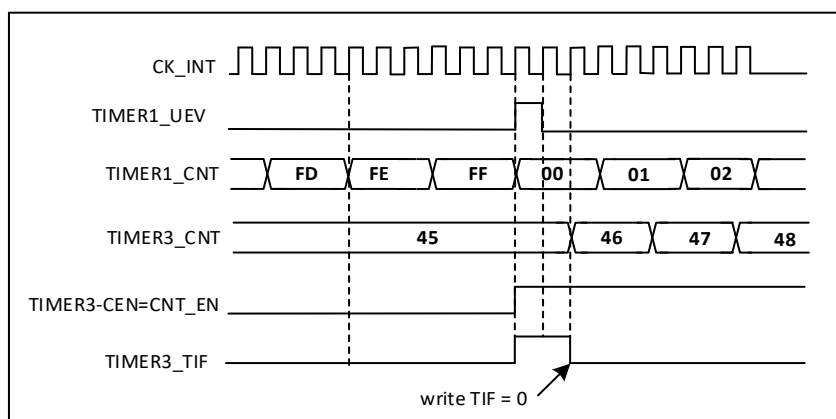 CK_INT
TIMER1_UEV
TIMER1_CNT FD FE FF 00 01 02
TIMER3_CNT 45 46 47 48
TIMER3-CEN=CNT_EN
TIMER3_TIF
write TIF = 0